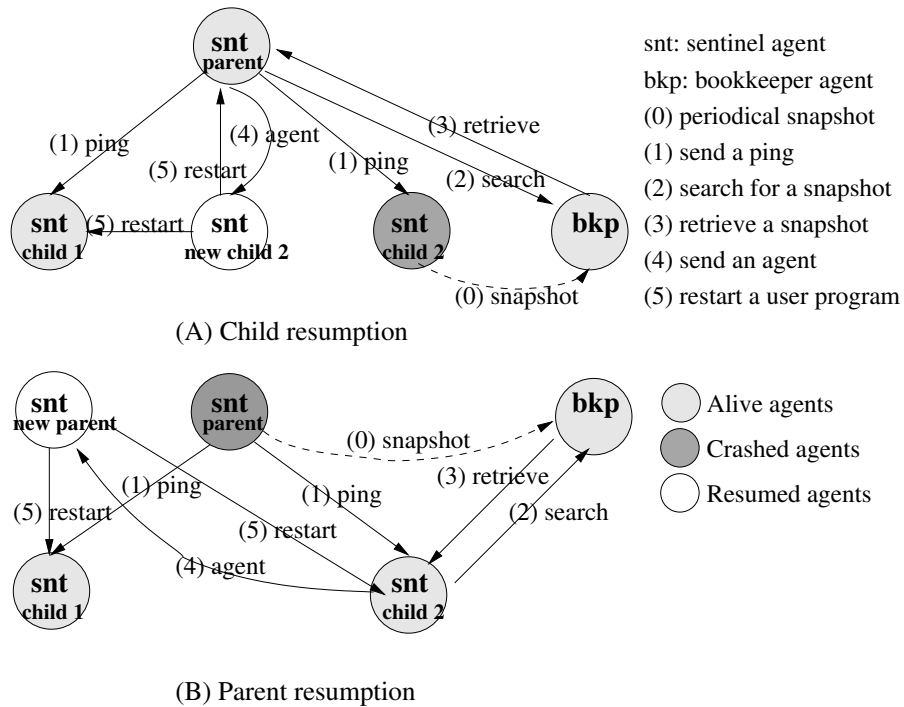 snt
parent
snt: sentinel agent
bkp: bookkeeper agent
(0) periodical snapshot
(1) send a ping
(2) search for a snapshot
(3) retrieve a snapshot
(4) send an agent
(5) restart a user program
(3) retrieve
(4) agent
(1) ping
(1) ping
(5) restart
(2) search
snt
child 1
(5) restart
snt
new child 2
snt
child 2
bkp
(0) snapshot
(A) Child resumption
snt
new parent
snt
parent
bkp
Alive agents
Crashed agents
Resumed agents
(0) snapshot
(3) retrieve
(1) ping
(1) ping
(5) restart
(5) restart
(2) search
(4) agent
snt
child 1
snt
child 2
(B) Parent resumption